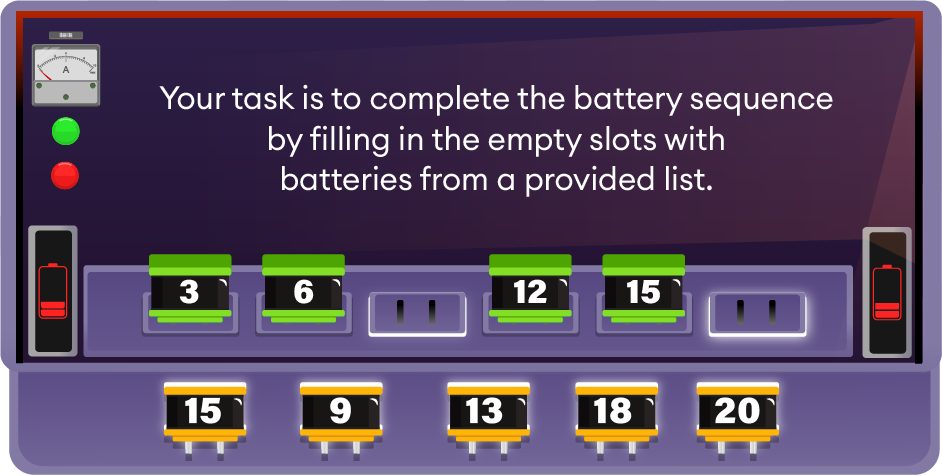 A
Your task is to complete the battery sequence
by filling in the empty slots with
batteries from a provided list.
3 6 12 15
15 9 13 18 20